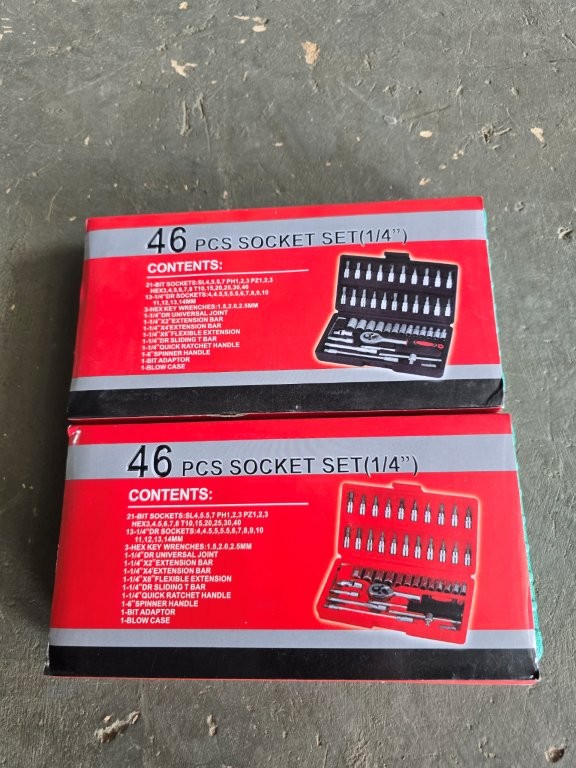 46 PCS SOCKET SET(1/4")
CONTENTS:
21-BIT SOCKETS:SL4,5.5,7 PH1,2,3 PZ1,2,3
HEX3,4,5,6,7,8 T10,15,20,25,30,40
13-1/4"DR SOCKETS:4,4.5,5,5.5,6,7,8,9,10
11,12,13,14MM
3-HEX KEY WRENCHES:1.5,2.0,2.5MM
1-1/4"DR UNIVERSAL JOINT
1-1/4"X2"EXTENSION BAR
1-1/4"X4"EXTENSION BAR
1-1/4"X6"FLEXIBLE EXTENSION
1-1/4"DR SLIDING T BAR
1-1/4"QUICK RATCHET HANDLE
1-6"SPINNER HANDLE
1-BIT ADAPTOR
1-BLOW CASE
46 PCS SOCKET SET(1/4")
CONTENTS:
21-BIT SOCKETS:SL4,5.5,7 PH1,2,3 PZ1,2,3
HEX3,4,5,6,7,8 T10,15,20,25,30,40
13-1/4"DR SOCKETS:4,4.5,5,5.5,6,7,8,9,10
11,12,13,14MM
3-HEX KEY WRENCHES:1.5,2.0,2.5MM
1-1/4"DR UNIVERSAL JOINT
1-1/4"X2"EXTENSION BAR
1-1/4"X4"EXTENSION BAR
1-1/4"X6"FLEXIBLE EXTENSION
1-1/4"DR SLIDING T BAR
1-1/4"QUICK RATCHET HANDLE
1-6"SPINNER HANDLE
1-BIT ADAPTOR
1-BLOW CASE